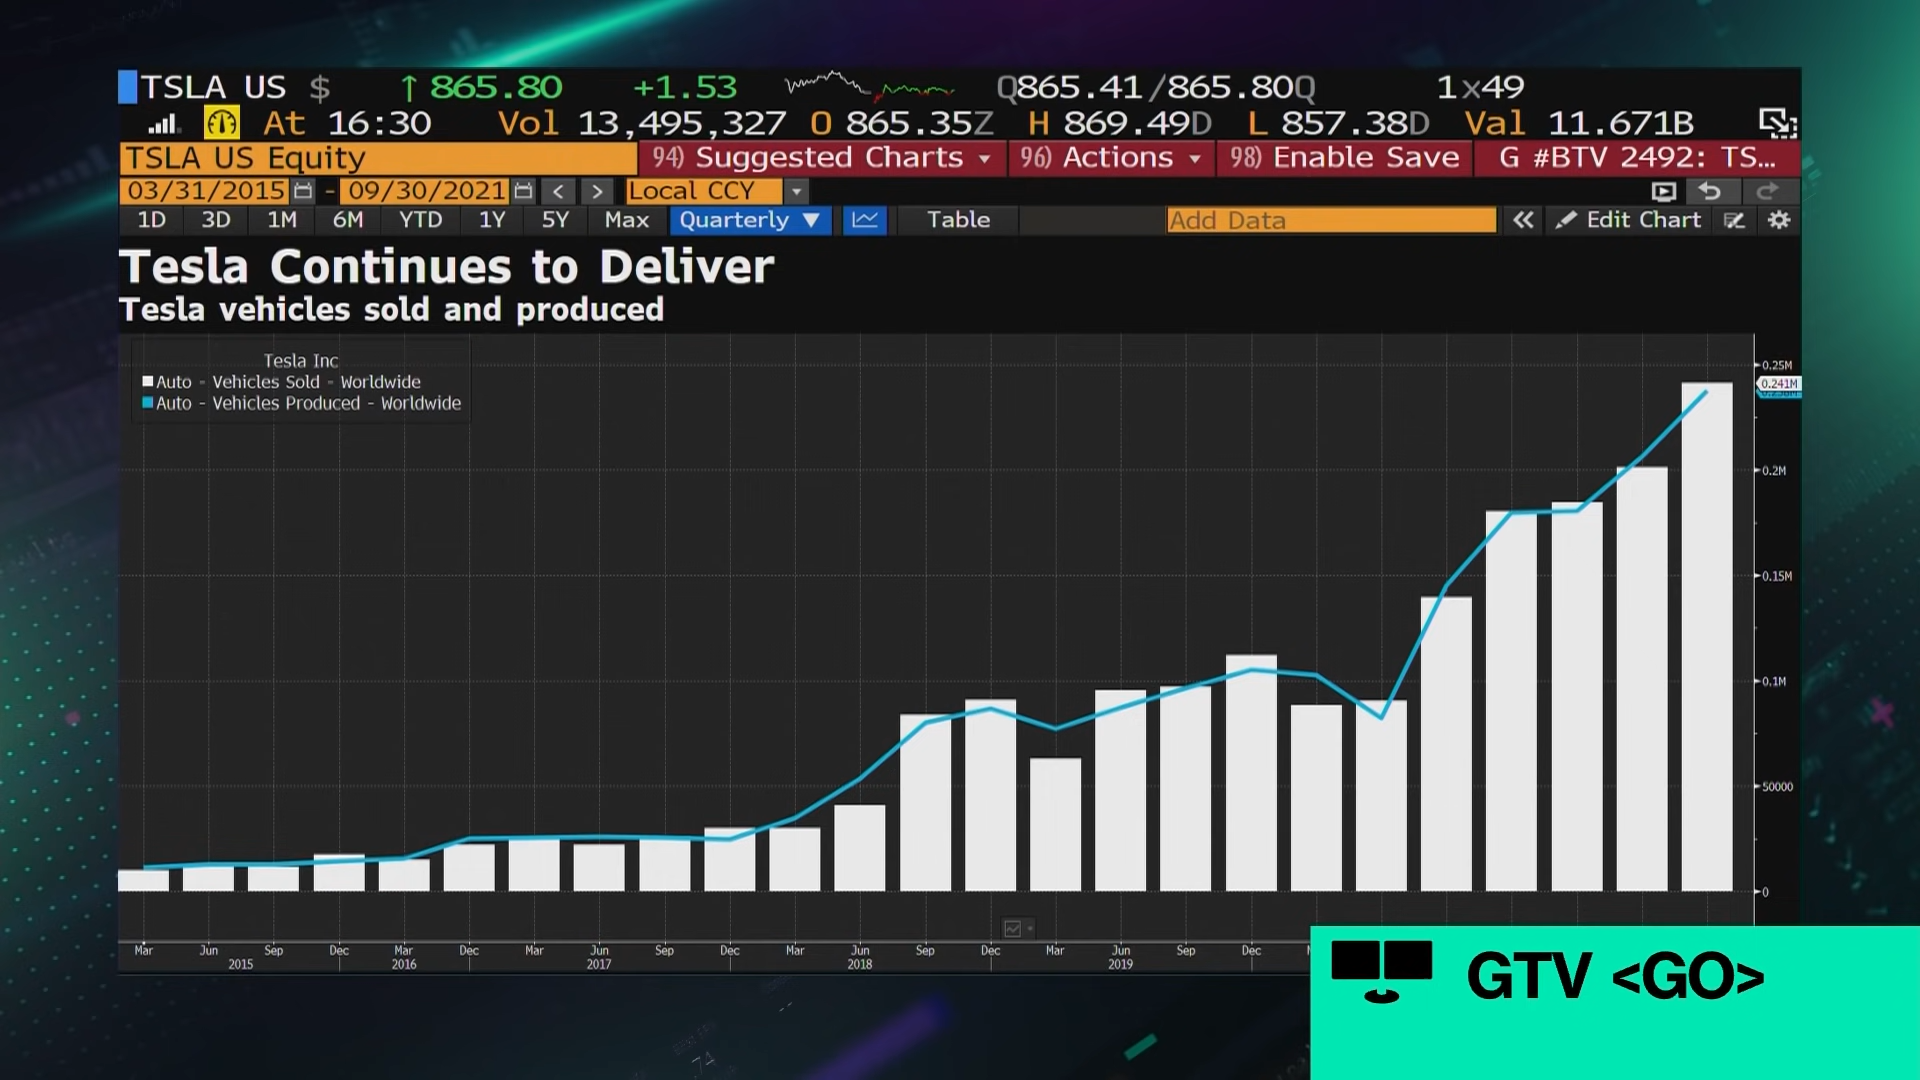 TSLA US $ ↑ 865.80 +1.53 Q865.41/865.80Q 1x49
At 16:30 Vol 13,495,327 O 865.35Z H 869.49D L 857.38D Val 11.671B
TSLA US Equity 94) Suggested Charts 96) Actions 98) Enable Save G #BTV 2492: TS...
03/31/2015 - 09/30/2021 < > Local CCY
1D 3D 1M 6M YTD 1Y 5Y Max Quarterly ▼ Table Add Data « Edit Chart
Tesla Continues to Deliver
Tesla vehicles sold and produced
Tesla Inc
Auto - Vehicles Sold - Worldwide
Auto - Vehicles Produced - Worldwide
0.25M
0.241M
0.2M
0.15M
0.1M
50000
0
Mar Jun Sep Dec Mar Dec Mar Jun Sep Dec Mar Jun Sep Dec Mar Jun Sep Dec
2015 2016 2017 2018 2019
GTV <GO>